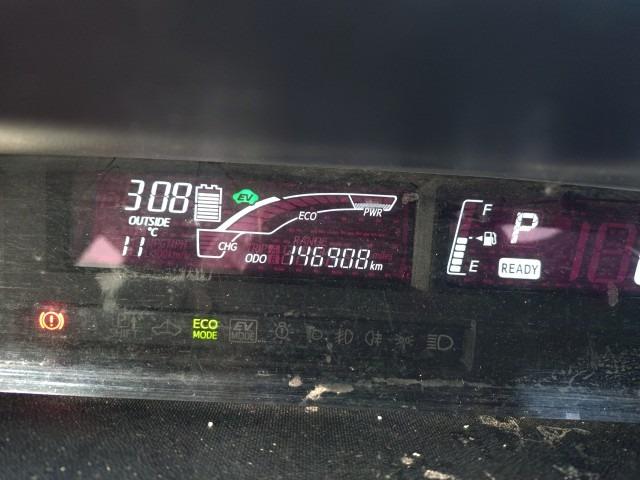 308
EV
F
PWR
P
OUTSIDE
ECO
°C
11
CHG
ODO
146908 km
E
READY
ECO
MODE
EV
MODE